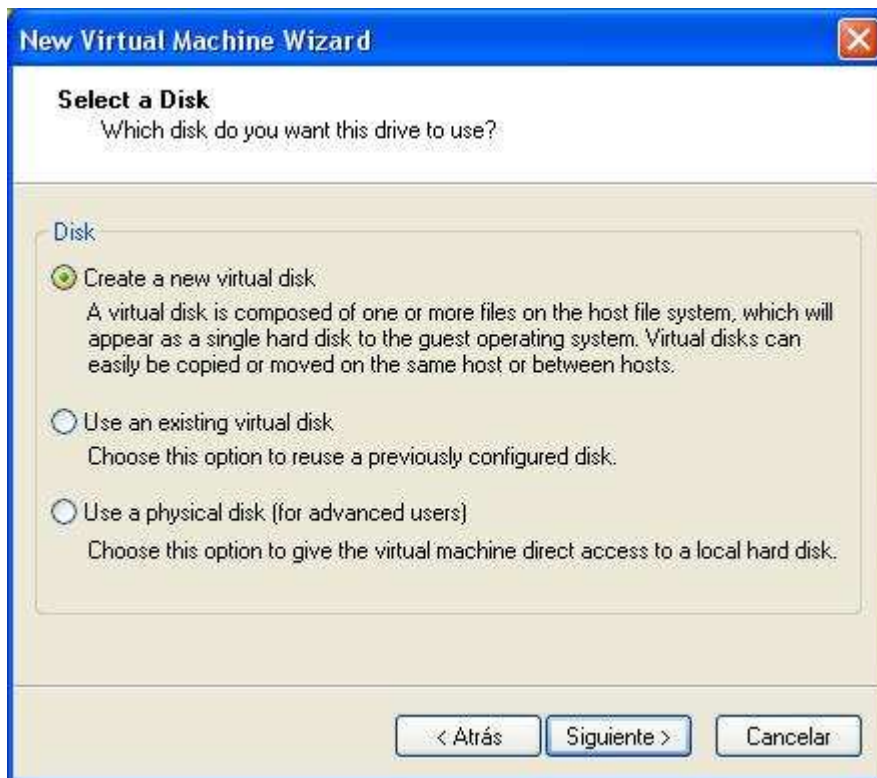 New Virtual Machine Wizard
Select a Disk
Which disk do you want this drive to use?
Disk
Create a new virtual disk
A virtual disk is composed of one or more files on the host file system, which will
appear as a single hard disk to the guest operating system. Virtual disks can
easily be copied or moved on the same host or between hosts.
Use an existing virtual disk
Choose this option to reuse a previously configured disk.
Use a physical disk (for advanced users)
Choose this option to give the virtual machine direct access to a local hard disk.
< Atrás Siguiente > Cancelar